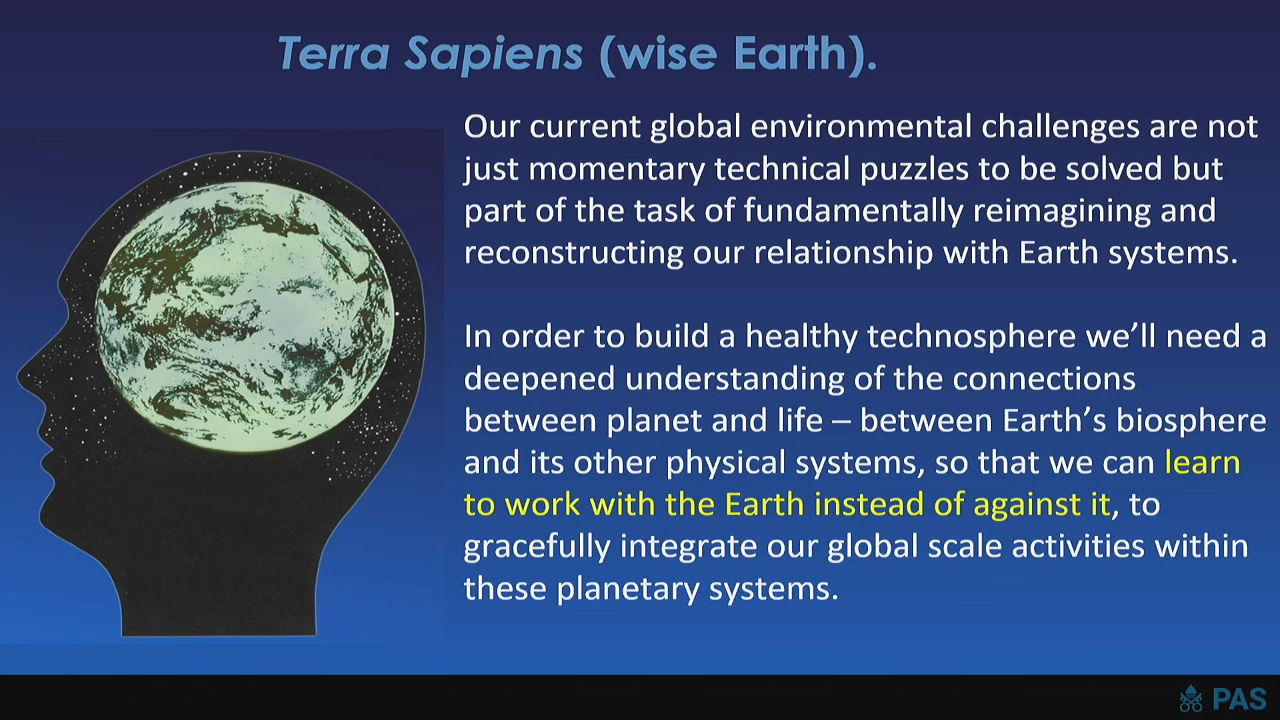 Terra Sapiens (wise Earth).
Our current global environmental challenges are not
just momentary technical puzzles to be solved but
part of the task of fundamentally reimagining and
reconstructing our relationship with Earth systems.
In order to build a healthy technosphere we’ll need a
deepened understanding of the connections
between planet and life – between Earth’s biosphere
and its other physical systems, so that we can learn
to work with the Earth instead of against it, to
gracefully integrate our global scale activities within
these planetary systems.
PAS